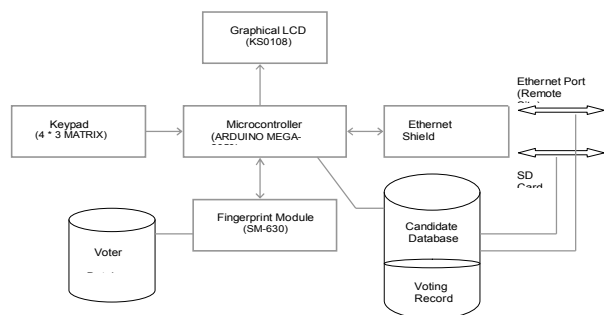 Graphical LCD
(KS0108)
Ethernet Port
(Remote
Keypad
(4 * 3 MATRIX)
Microcontroller
(ARDUINO MEGA-
Ethernet
Shield
SD
Card
Fingerprint Module
(SM-630)
Voter
Candidate
Database
Voting
Record